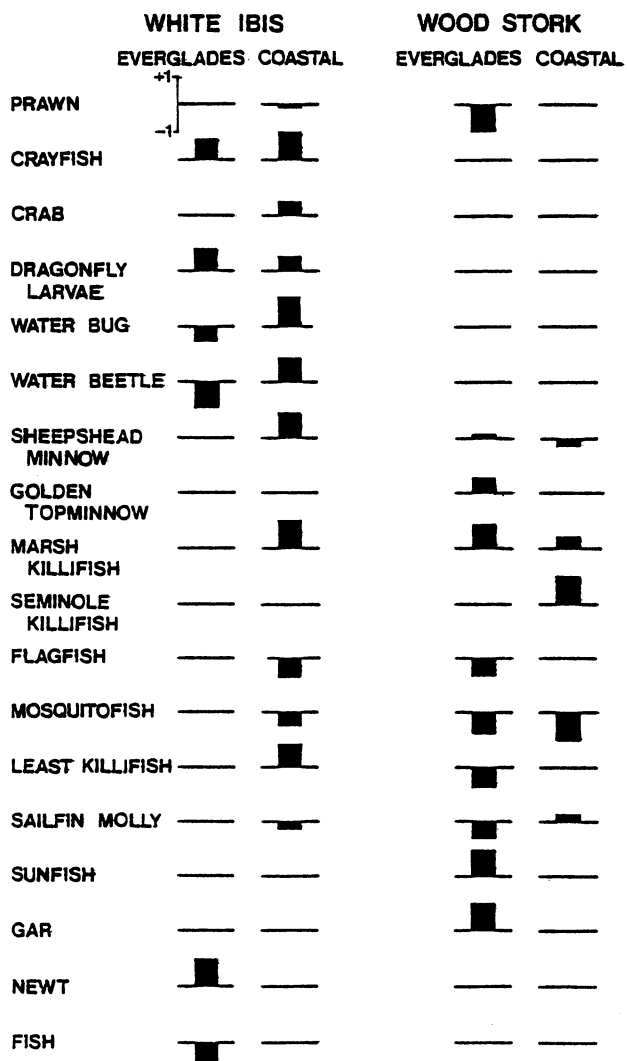 WHITE IBIS WOOD STORK
EVERGLADES COASTAL EVERGLADES COASTAL
+1
PRAWN
-1
CRAYFISH
CRAB
DRAGONFLY
LARVAE
WATER BUG
WATER BEETLE
SHEEPSHEAD
MINNOW
GOLDEN
TOPMINNOW
MARSH
KILLIFISH
SEMINOLE
KILLIFISH
FLAGFISH
MOSQUITOFISH
LEAST KILLIFISH
SAILFIN MOLLY
SUNFISH
GAR
NEWT
FISH